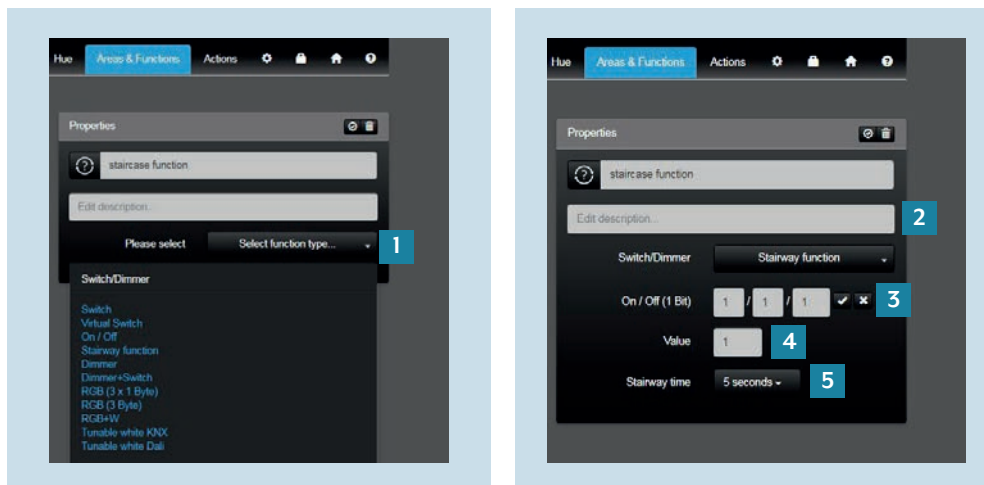 Hue Areas & Functions Actions
Properties
staircase function
Edit description...
Please select Select function type... 1
Switch/Dimmer
Switch
Virtual Switch
On / Off
Stairway function
Dimmer
Dimmer+Switch
RGB (3 x 1 Byte)
RGB (3 Byte)
RGB+W
Tunable white KNX
Tunable white Dali
Hue Areas & Functions Actions
Properties
staircase function
Edit description... 2
Switch/Dimmer Stairway function
On / Off (1 Bit) 1 / 1 / 1 3
Value 1 4
Stairway time 5 seconds 5